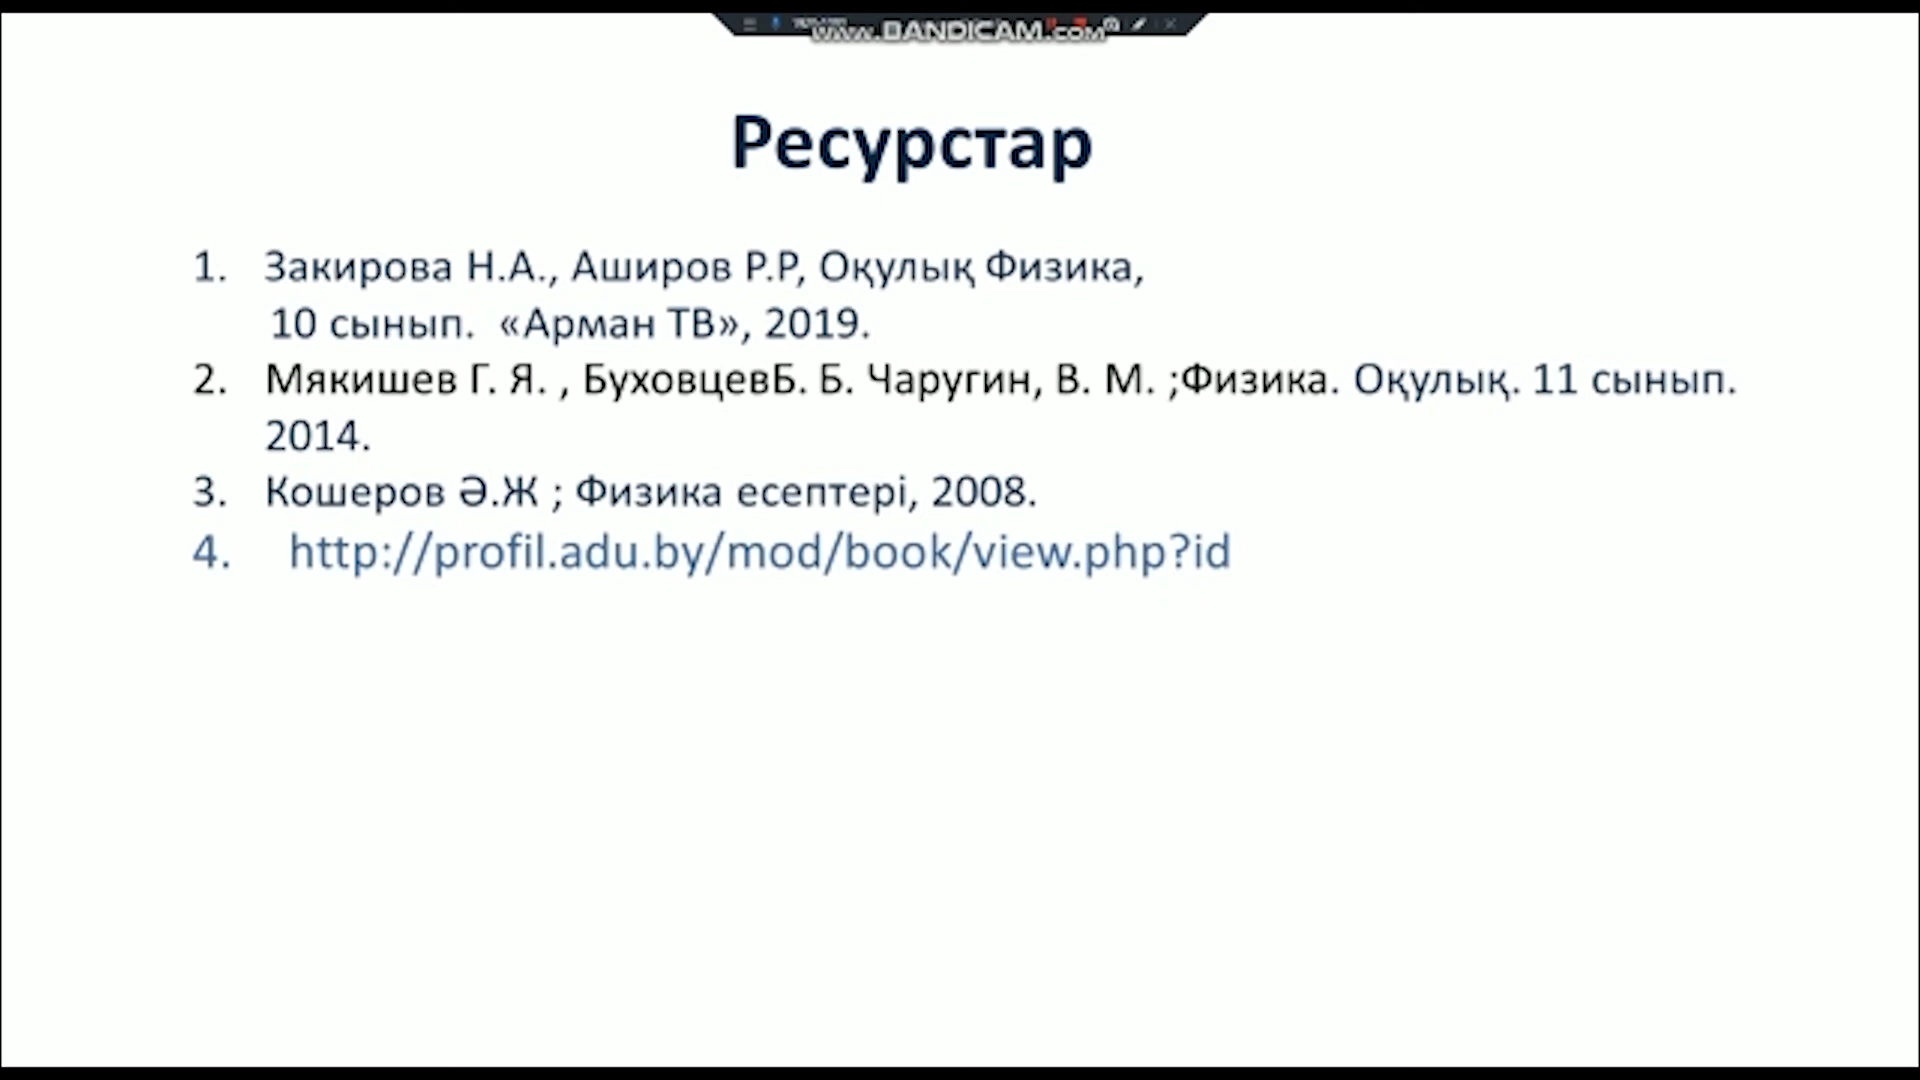 www.BANDICAM.com
Ресурстар
1. Закирова Н.А., Аширов Р.Р, Оқулық Физика,
10 сынып. «Арман ТВ», 2019.
2. Мякишев Г. Я. , БуховцевБ. Б. Чаругин, В. М. ;Физика. Оқулық. 11 сынып.
2014.
3. Кошеров Ә.Ж ; Физика есептері, 2008.
4. http://profil.adu.by/mod/book/view.php?id